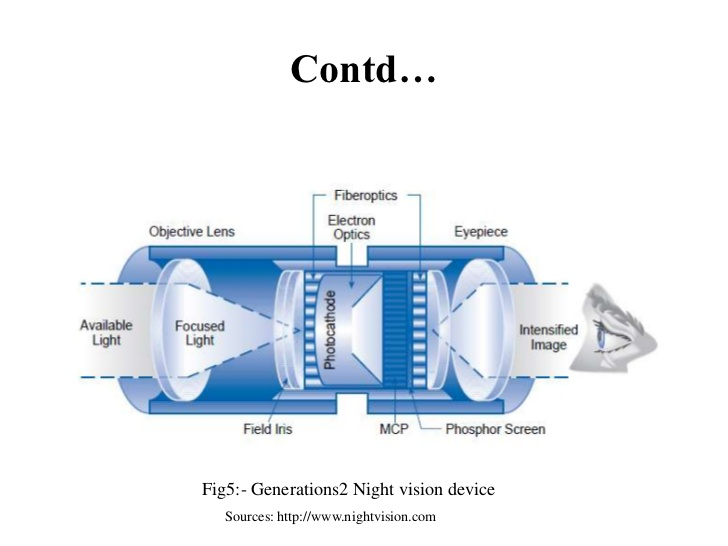 Contd…
Fiberoptics
Electron
Optics
Objective Lens
Eyepiece
Available
Light
Focused
Light
Photocathode
Intensified
Image
Field Iris
MCP
Phosphor Screen
Fig5:- Generations2 Night vision device
Sources: http://www.nightvision.com